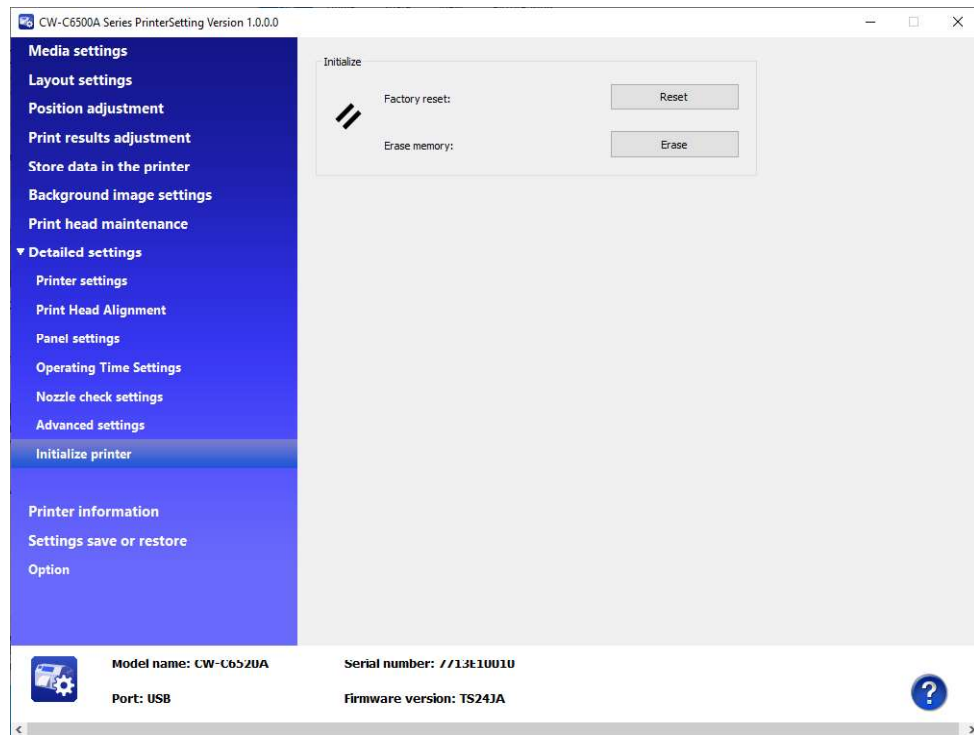 CW-C6500A Series PrinterSetting Version 1.0.0.0
Media settings
Layout settings
Position adjustment
Print results adjustment
Store data in the printer
Background image settings
Print head maintenance
Detailed settings
Printer settings
Print Head Alignment
Panel settings
Operating Time Settings
Nozzle check settings
Advanced settings
Initialize printer
Printer information
Settings save or restore
Option
Initialize
Factory reset: Reset
Erase memory: Erase
Model name: CW-C6520A Serial number: 7713E10010
Port: USB Firmware version: TS24JA
?